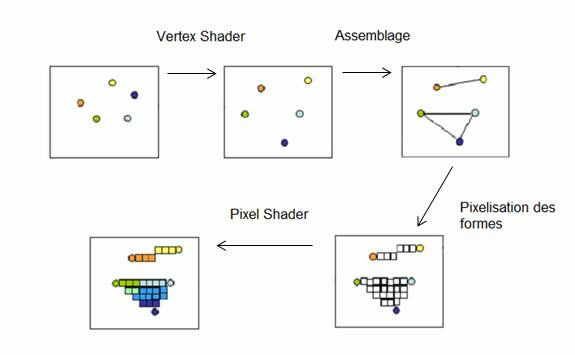 Vertex Shader
Assemblage
Pixelisation des
formes
Pixel Shader